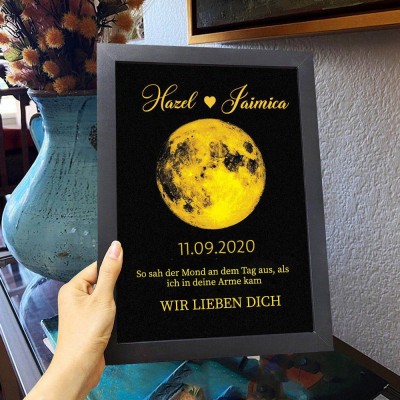 Hazel ♥ Jaimica
11.09.2020
So sah der Mond an dem Tag aus, als
ich in deine Arme kam
WIR LIEBEN DICH